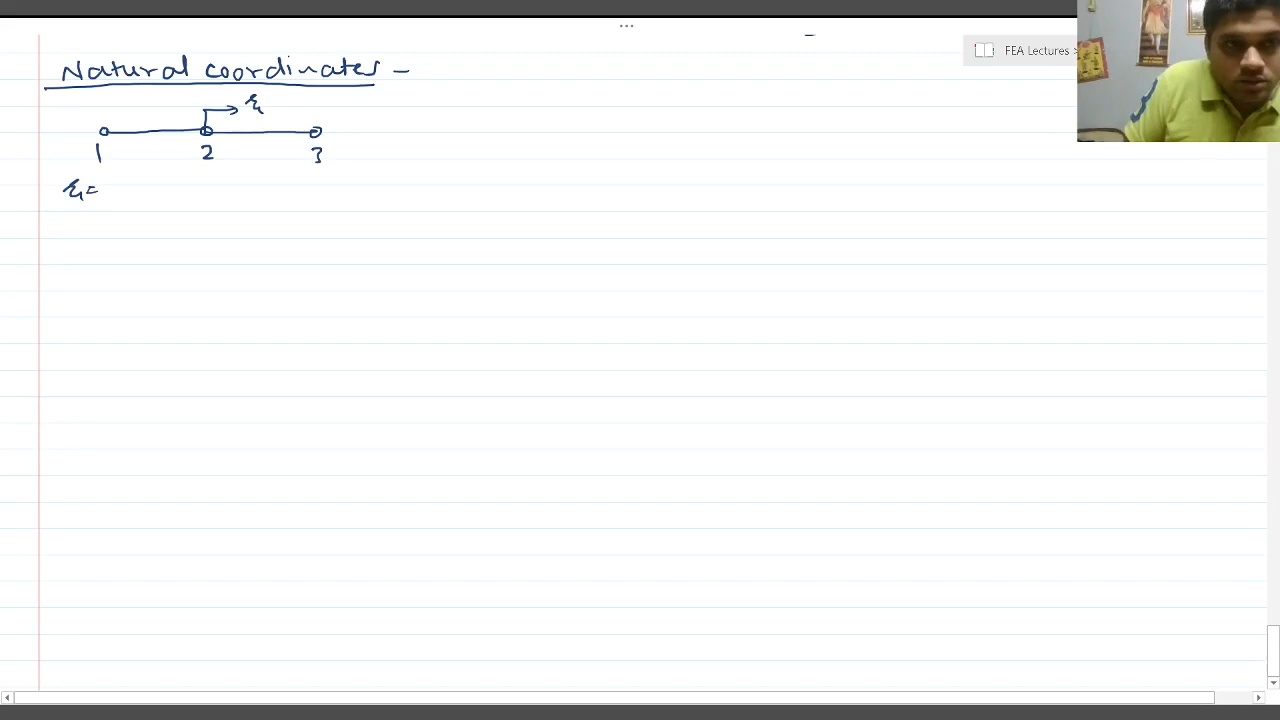 FEA Lectures >
Natural coordinates -
ξ
1 2 3
ξ =